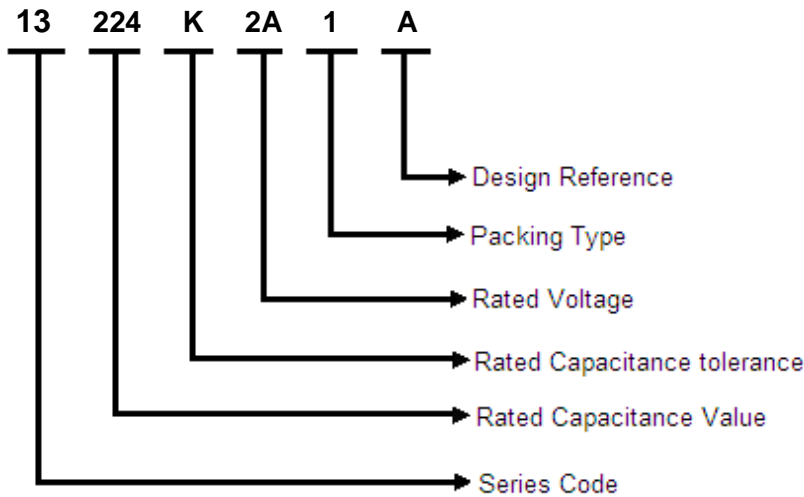 13 224 K 2A 1 A
Design Reference
Packing Type
Rated Voltage
Rated Capacitance tolerance
Rated Capacitance Value
Series Code